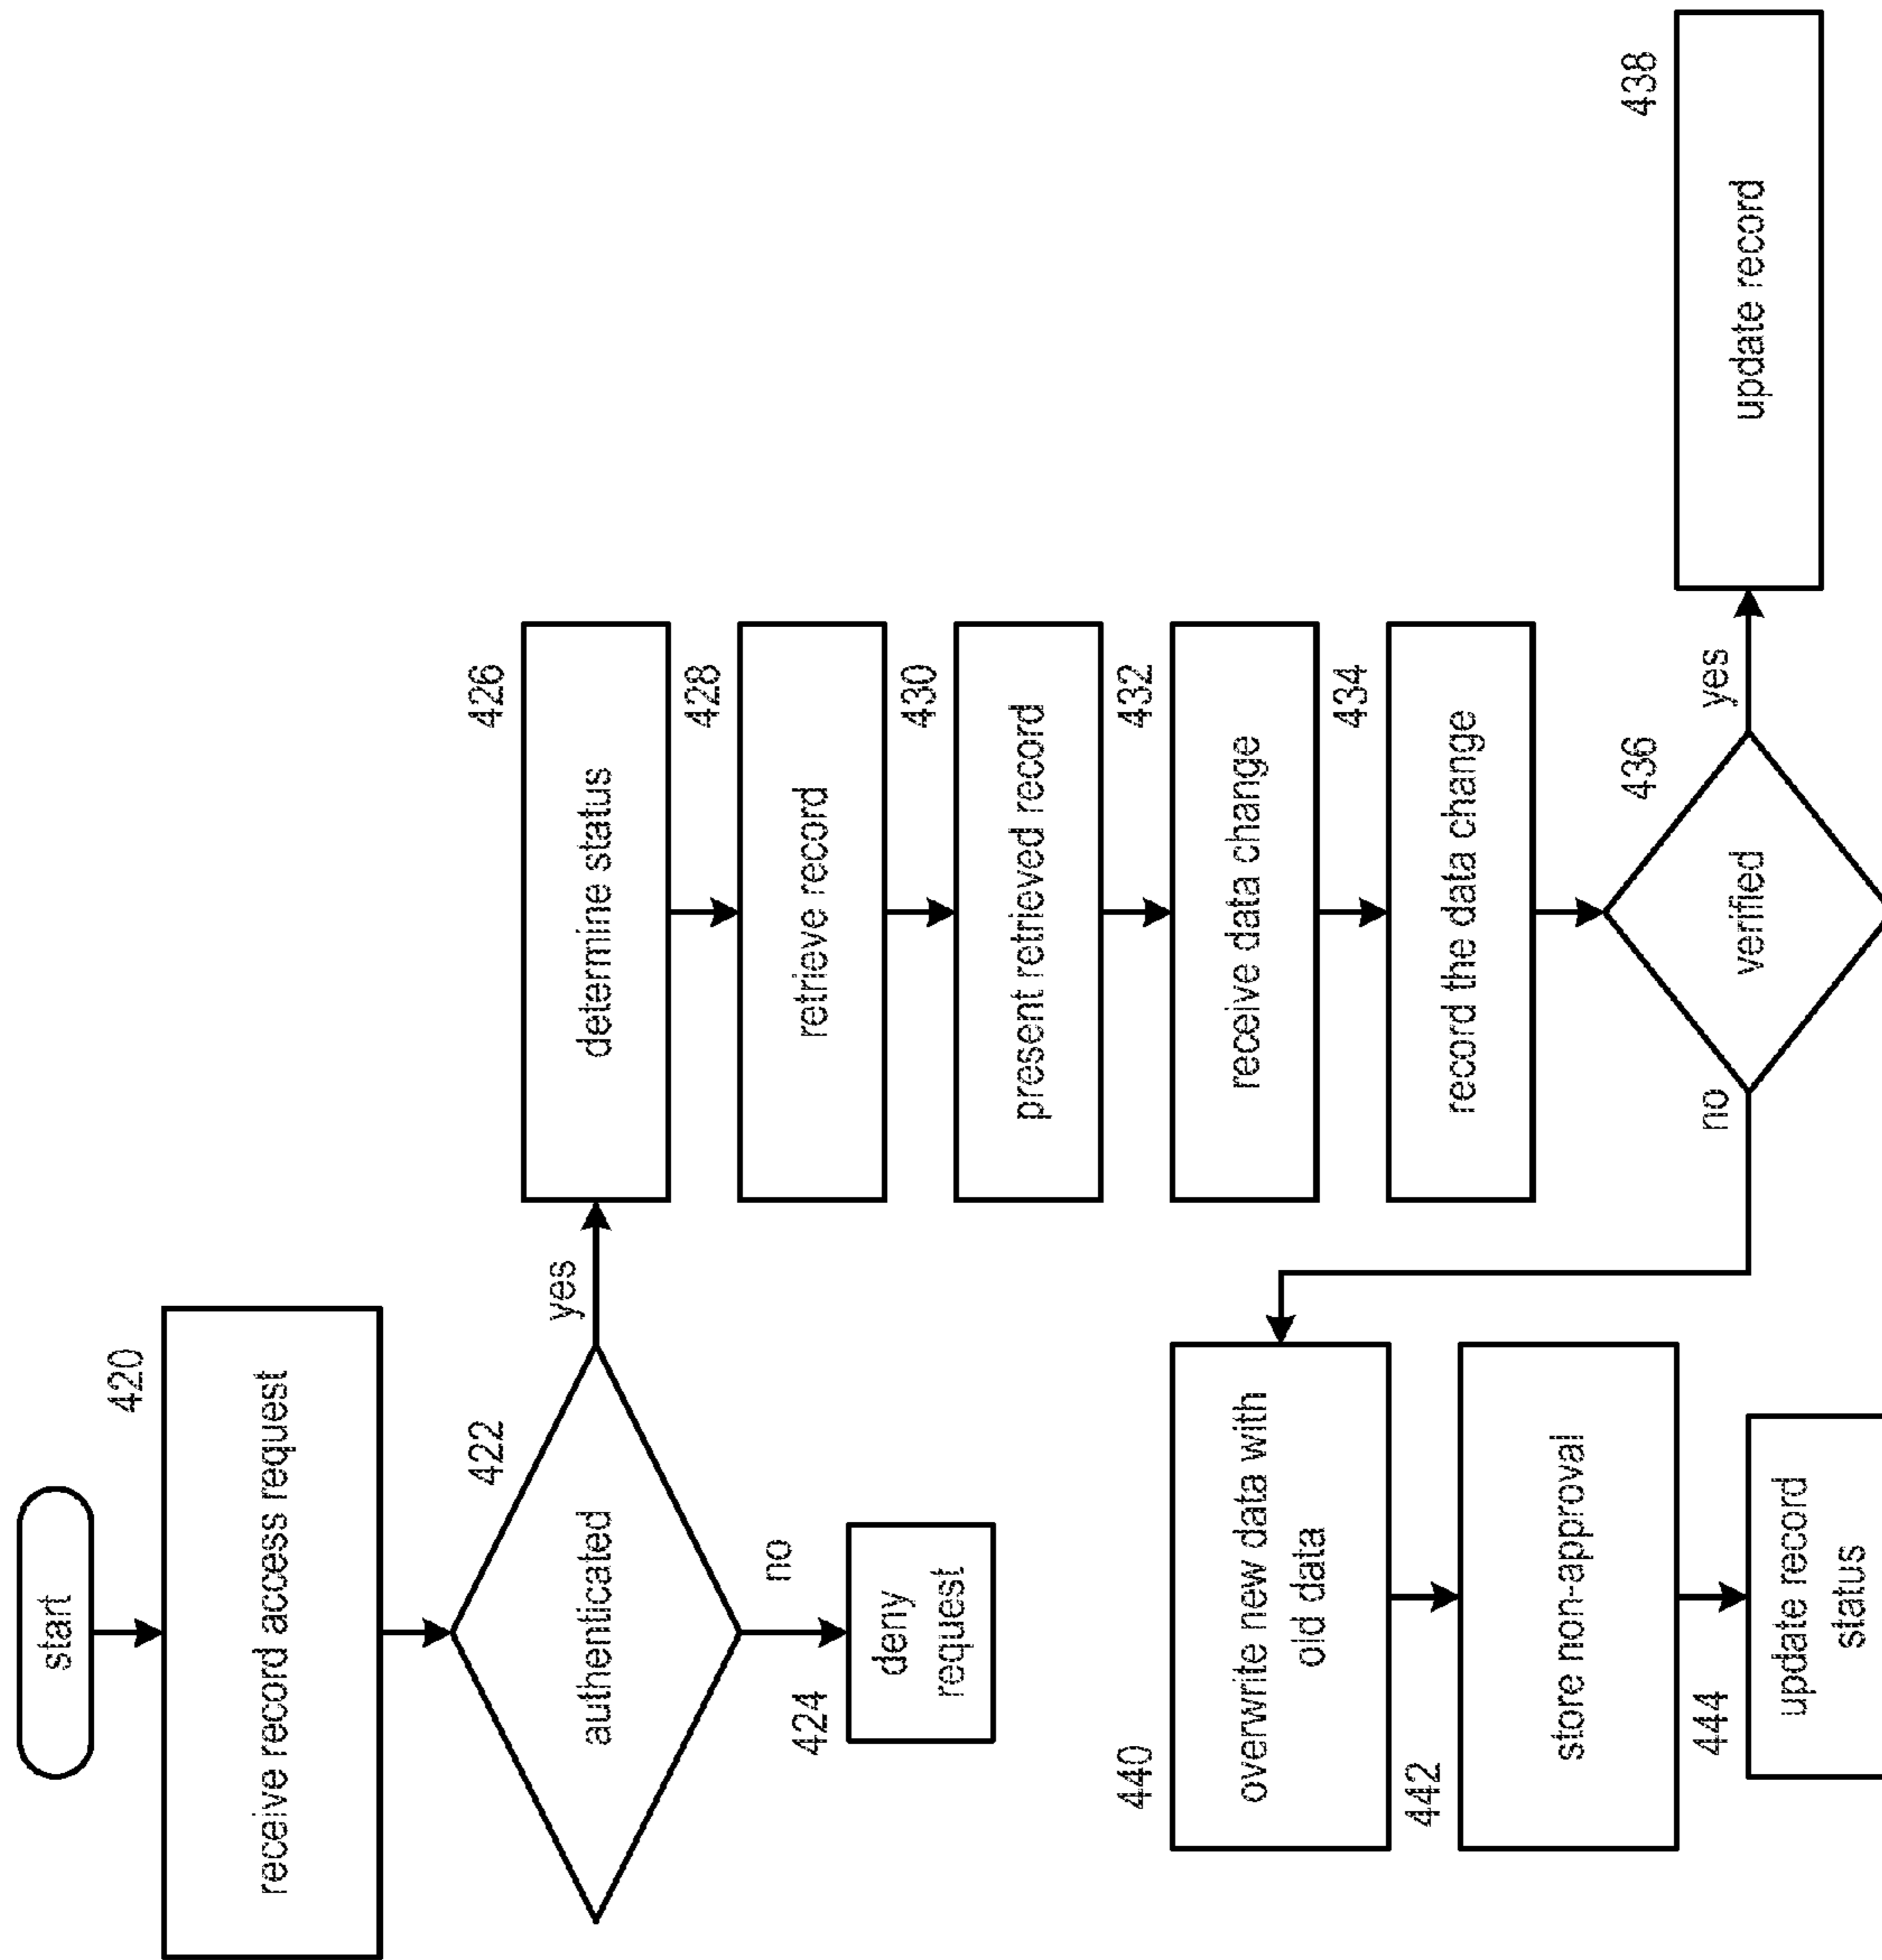 start
420
receive record access request
422
authenticated
yes
no
424
deny
request
426
determine status
428
retrieve record
430
present retrieved record
432
receive data change
434
record the data change
436
verified
yes
438
update record
no
440
overwrite new data with
old data
442
store non-approval
444
update record
status